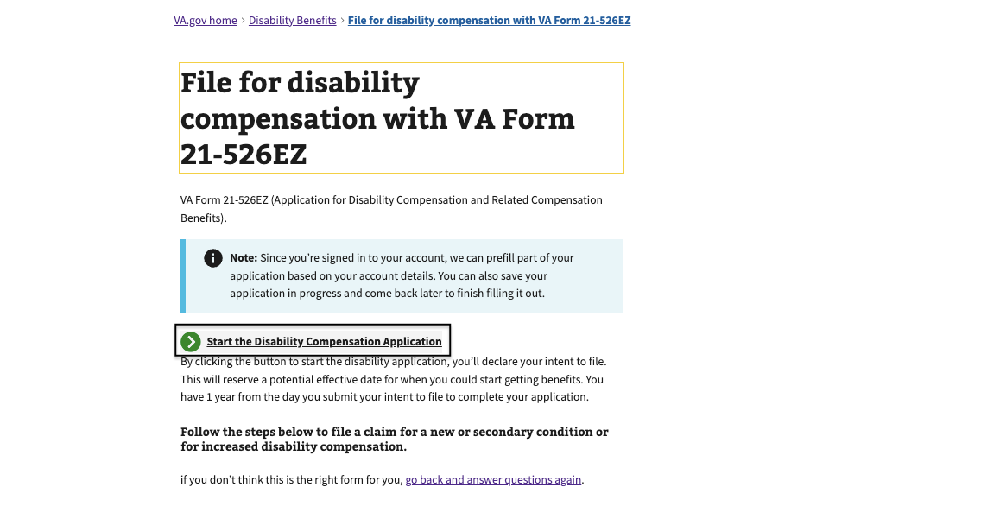 VA.gov home › Disability Benefits › File for disability compensation with VA Form 21-526EZ
File for disability
compensation with VA Form
21-526EZ
VA Form 21-526EZ (Application for Disability Compensation and Related Compensation
Benefits).
Note: Since you’re signed in to your account, we can prefill part of your
application based on your account details. You can also save your
application in progress and come back later to finish filling it out.
Start the Disability Compensation Application
By clicking the button to start the disability application, you’ll declare your intent to file.
This will reserve a potential effective date for when you could start getting benefits. You
have 1 year from the day you submit your intent to file to complete your application.
Follow the steps below to file a claim for a new or secondary condition or
for increased disability compensation.
if you don’t think this is the right form for you, go back and answer questions again.